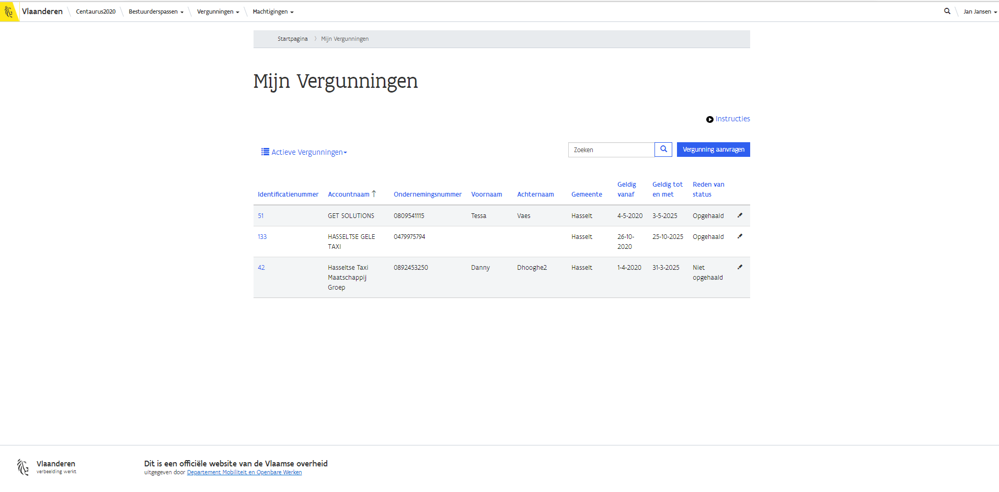 Vlaanderen Centaurus2020 Bestuurderspassen Vergunningen Machtigingen Jan Jansen
Startpagina Mijn Vergunningen
Mijn Vergunningen
Instructies
Actieve Vergunningen Zoeken Vergunning aanvragen
Identificatienummer Accountnaam ↑ Ondernemingsnummer Voornaam Achternaam Gemeente Geldig vanaf Geldig tot en met Reden van status
51 GET SOLUTIONS 0809541115 Tessa Vaes Hasselt 4-5-2020 3-5-2025 Opgehaald
133 HASSELTSE GELE TAXI 0479975794 Hasselt 26-10-2020 25-10-2025 Opgehaald
42 Hasseltse Taxi Maatschappij Groep 0892453250 Danny Dhooghe2 Hasselt 1-4-2020 31-3-2025 Niet opgehaald
Vlaanderen
verbeelding werkt
Dit is een officiële website van de Vlaamse overheid
uitgegeven door Departement Mobiliteit en Openbare Werken